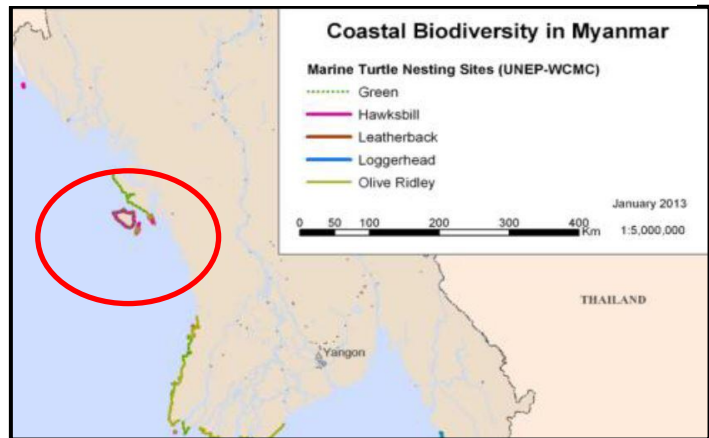 Coastal Biodiversity in Myanmar
Marine Turtle Nesting Sites (UNEP-WCMC)
Green
Hawksbill
Leatherback
Loggerhead
Olive Ridley
January 2013
0 50 100 200 300 400
Km
1:5,000,000
THAILAND
Yangon